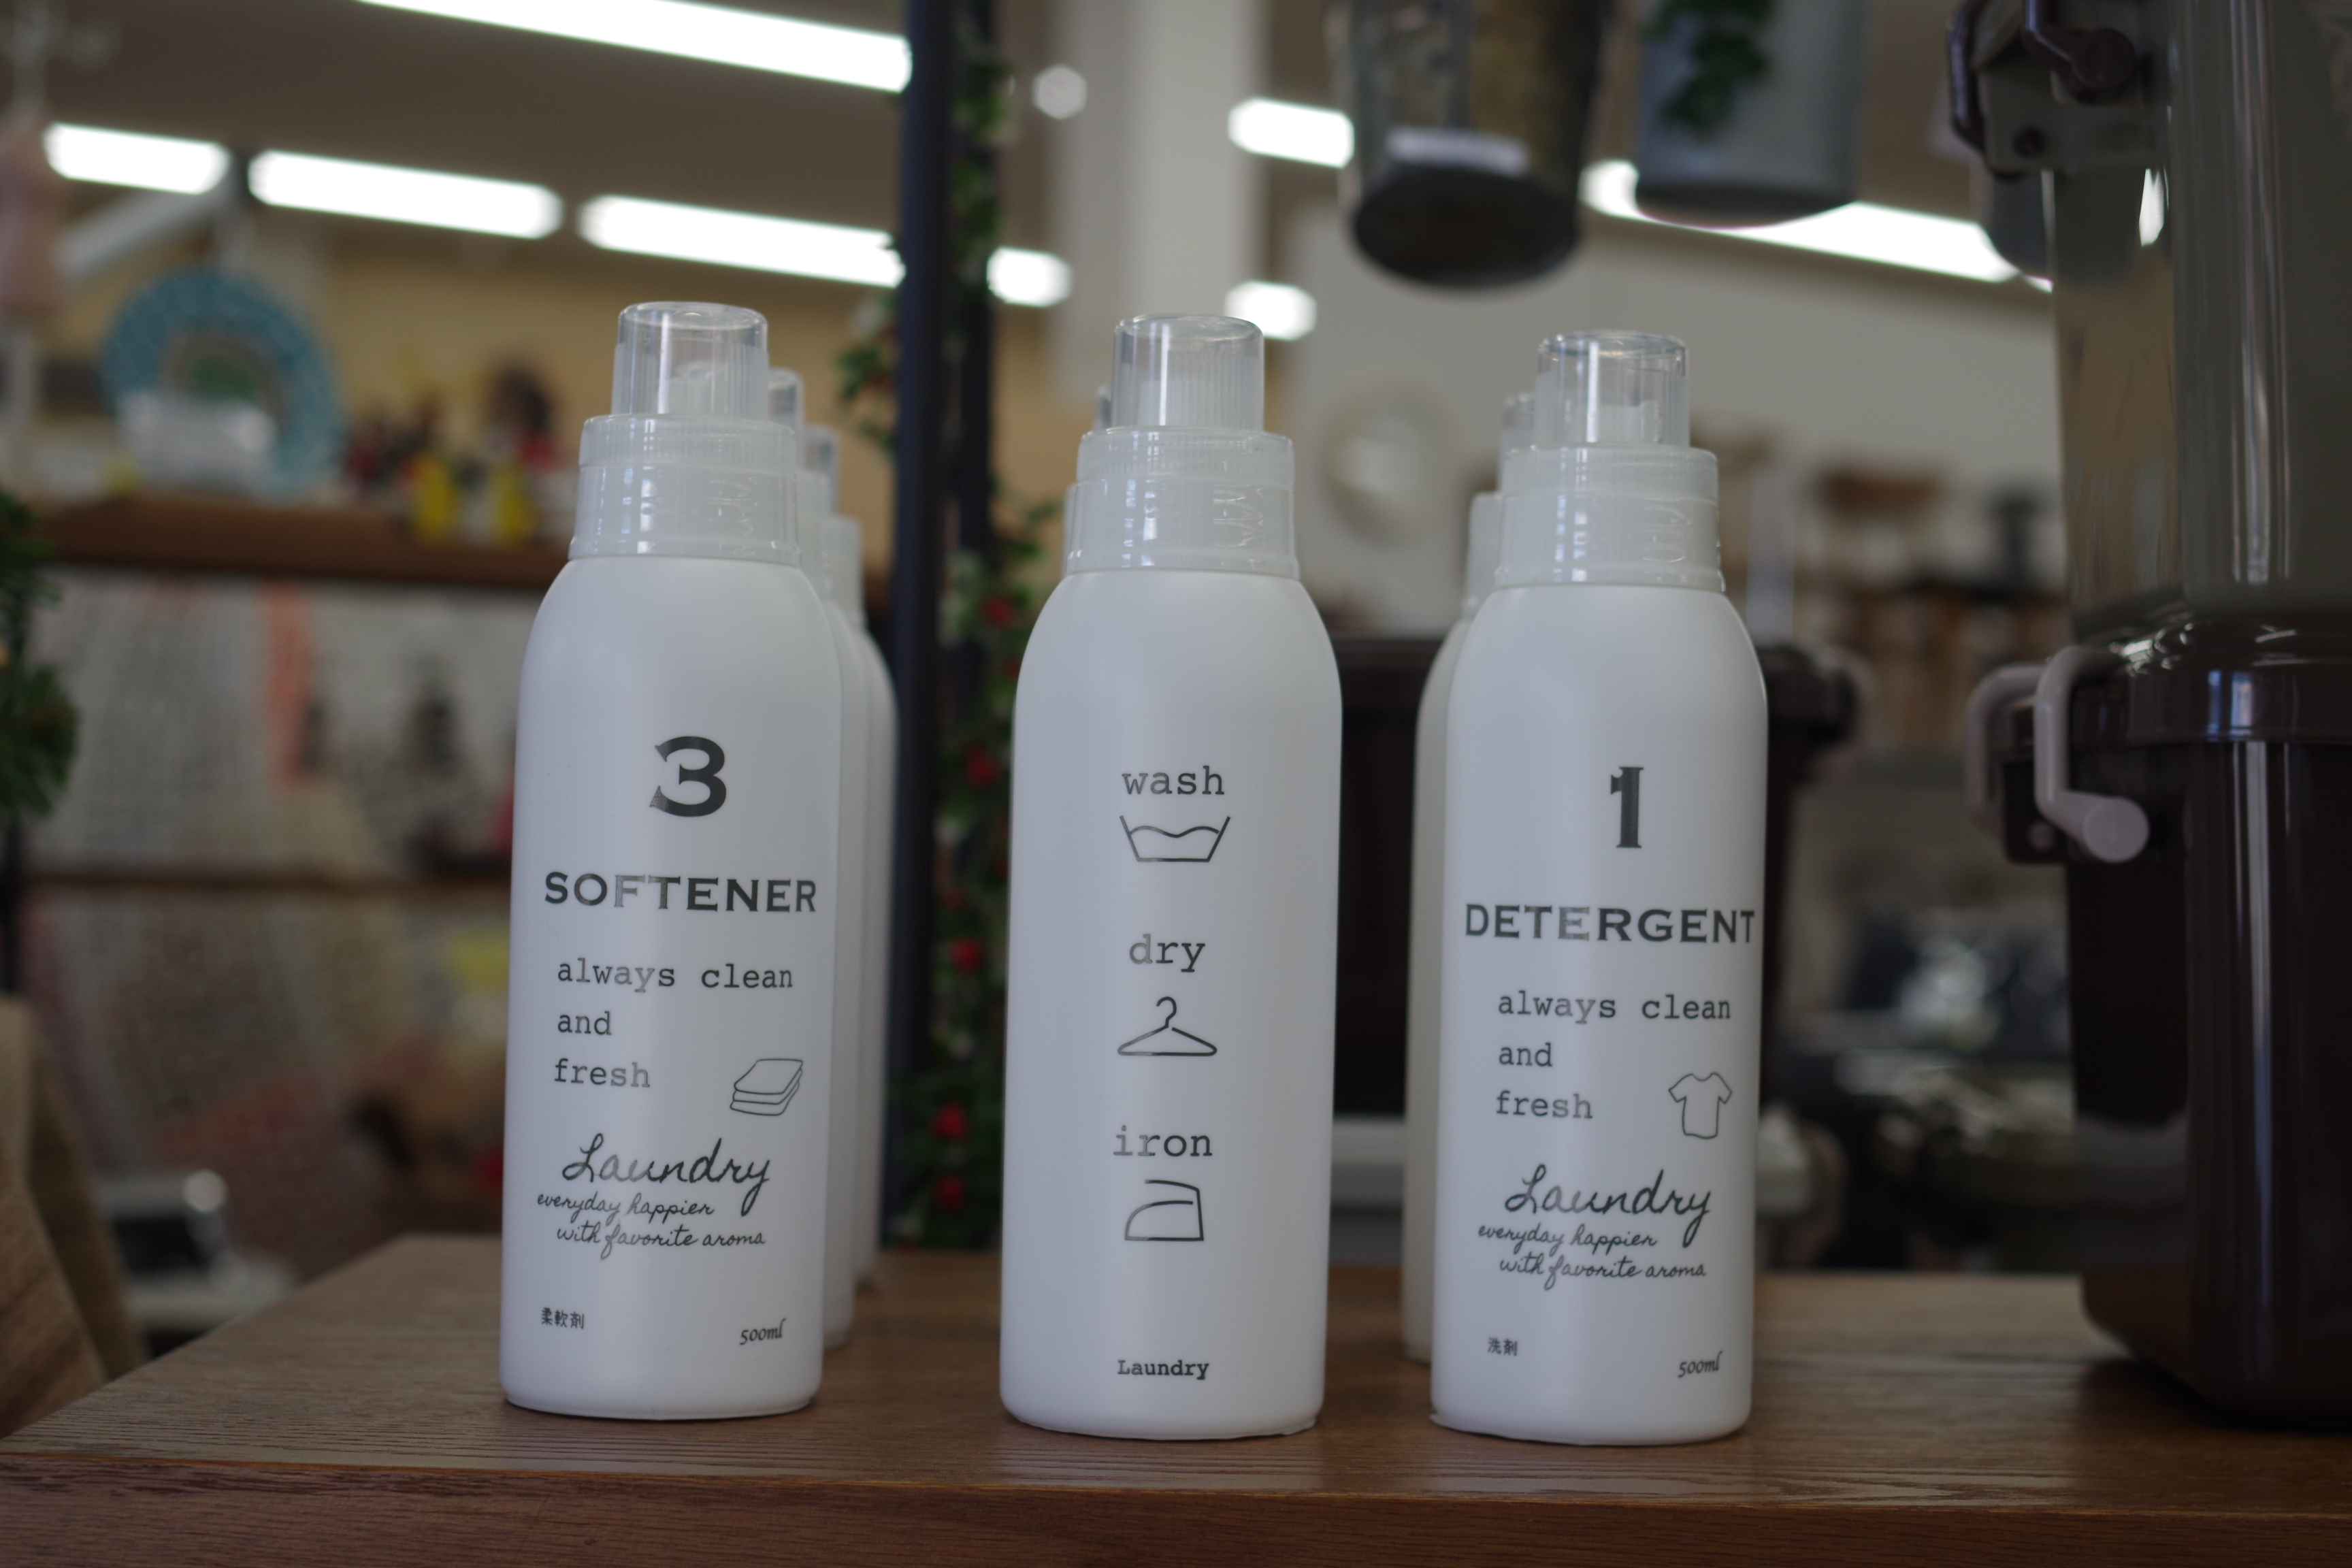 3
SOFTENER
always clean
and
fresh
Laundry
everyday happier
with favorite aroma
柔軟剤
500ml
wash
dry
iron
Laundry
1
DETERGENT
always clean
and
fresh
Laundry
everyday happier
with favorite aroma
洗剤
500ml